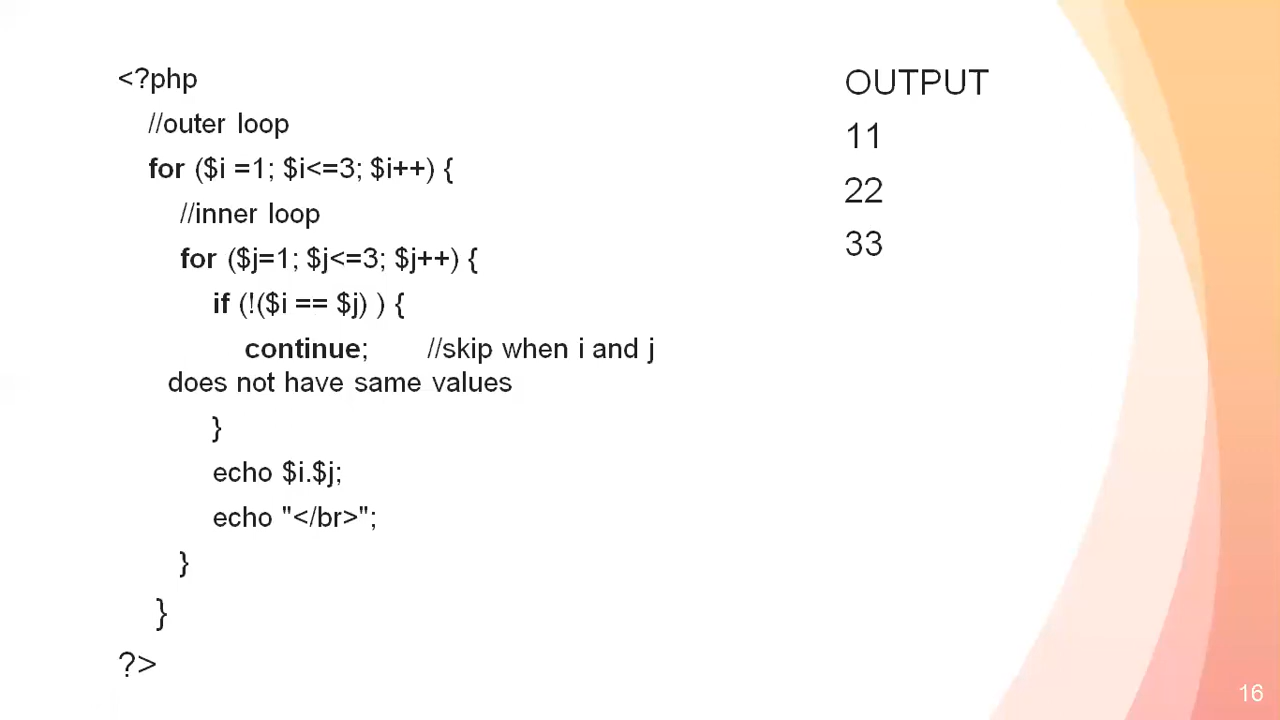 <?php
//outer loop
for ($i =1; $i<=3; $i++) {
//inner loop
for ($j=1; $j<=3; $j++) {
if (!($i == $j) ) {
continue; //skip when i and j
does not have same values
}
echo $i.$j;
echo "</br>";
}
}
?>
OUTPUT
11
22
33
16